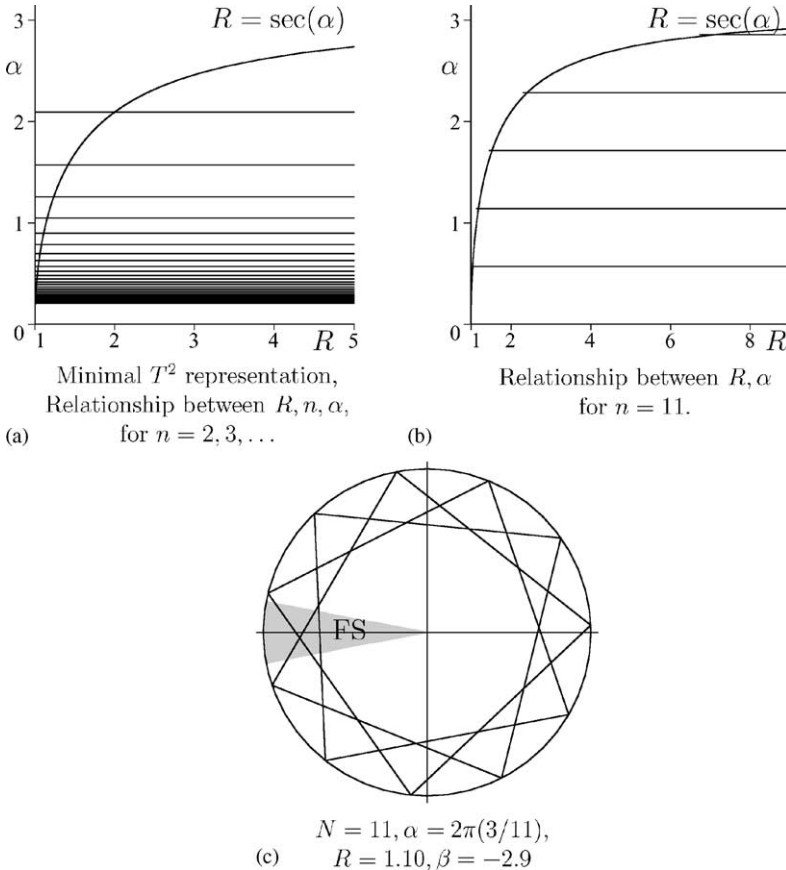 R = sec(α)
3
α
2
1
0
1
2
3
4
R
5
Minimal T² representation,
Relationship between R, n, α,
for n = 2, 3, . . .
(a)
R = sec(α)
3
α
2
1
0
1
2
4
6
8
R
Relationship between R, α
for n = 11.
(b)
FS
N = 11, α = 2π(3/11),
R = 1.10, β = −2.9
(c)